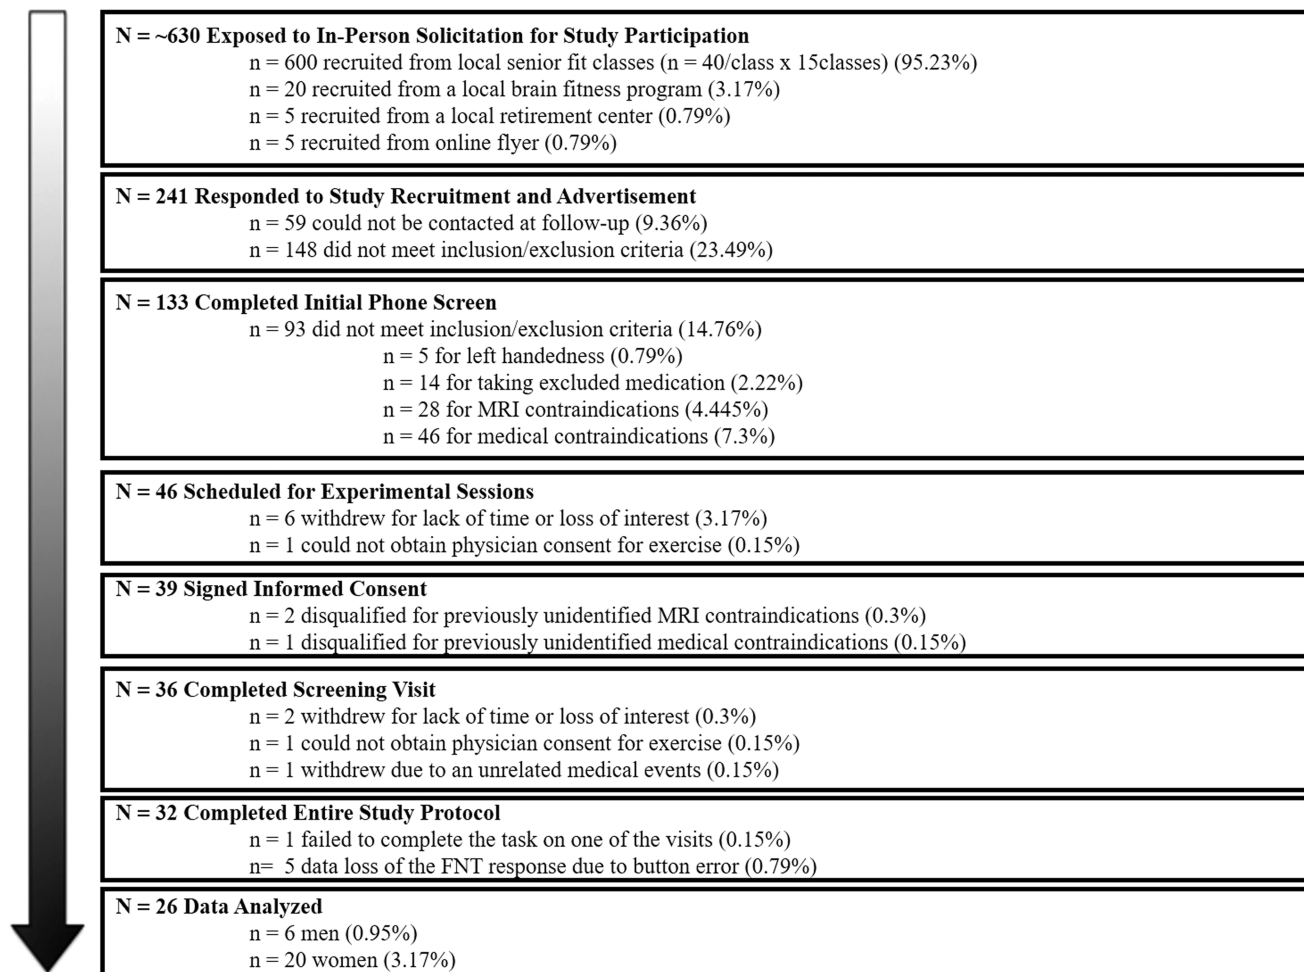 N = ~630 Exposed to In-Person Solicitation for Study Participation
n = 600 recruited from local senior fit classes (n = 40/class x 15classes) (95.23%)
n = 20 recruited from a local brain fitness program (3.17%)
n = 5 recruited from a local retirement center (0.79%)
n = 5 recruited from online flyer (0.79%)
N = 241 Responded to Study Recruitment and Advertisement
n = 59 could not be contacted at follow-up (9.36%)
n = 148 did not meet inclusion/exclusion criteria (23.49%)
N = 133 Completed Initial Phone Screen
n = 93 did not meet inclusion/exclusion criteria (14.76%)
n = 5 for left handedness (0.79%)
n = 14 for taking excluded medication (2.22%)
n = 28 for MRI contraindications (4.445%)
n = 46 for medical contraindications (7.3%)
N = 46 Scheduled for Experimental Sessions
n = 6 withdrew for lack of time or loss of interest (3.17%)
n = 1 could not obtain physician consent for exercise (0.15%)
N = 39 Signed Informed Consent
n = 2 disqualified for previously unidentified MRI contraindications (0.3%)
n = 1 disqualified for previously unidentified medical contraindications (0.15%)
N = 36 Completed Screening Visit
n = 2 withdrew for lack of time or loss of interest (0.3%)
n = 1 could not obtain physician consent for exercise (0.15%)
n = 1 withdrew due to an unrelated medical events (0.15%)
N = 32 Completed Entire Study Protocol
n = 1 failed to complete the task on one of the visits (0.15%)
n=  5 data loss of the FNT response due to button error (0.79%)
N = 26 Data Analyzed
n = 6 men (0.95%)
n = 20 women (3.17%)